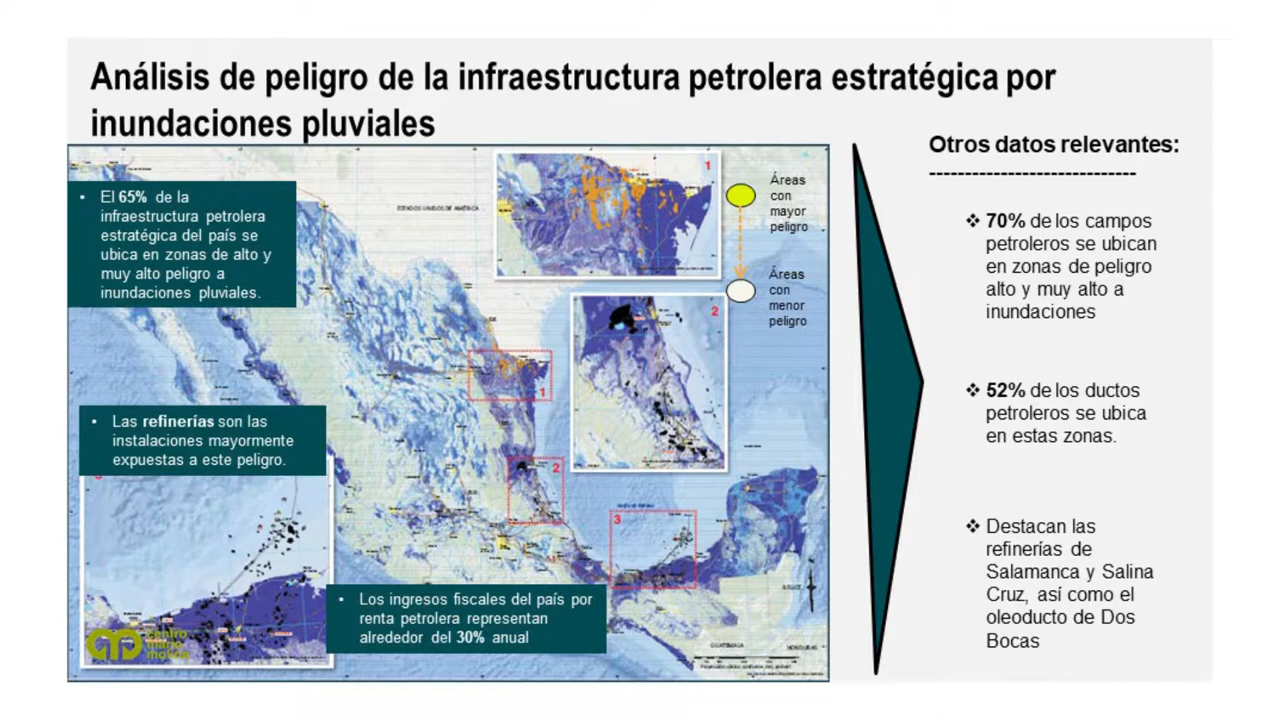 Análisis de peligro de la infraestructura petrolera estratégica por
inundaciones pluviales
• El 65% de la
infraestructura petrolera
estratégica del país se
ubica en zonas de alto y
muy alto peligro a
inundaciones pluviales.
ESTADOS UNIDOS DE AMÉRICA
1
Áreas
con
mayor
peligro
Áreas
con
menor
peligro
2
1
• Las refinerías son las
instalaciones mayormente
expuestas a este peligro.
2
3
BELICE
GUATEMALA
HONDURAS
centro
mario
molina
• Los ingresos fiscales del país por
renta petrolera representan
alrededor del 30% anual
Otros datos relevantes:
-----------------------------
❖ 70% de los campos
petroleros se ubican
en zonas de peligro
alto y muy alto a
inundaciones
❖ 52% de los ductos
petroleros se ubica
en estas zonas.
❖ Destacan las
refinerías de
Salamanca y Salina
Cruz, así como el
oleoducto de Dos
Bocas